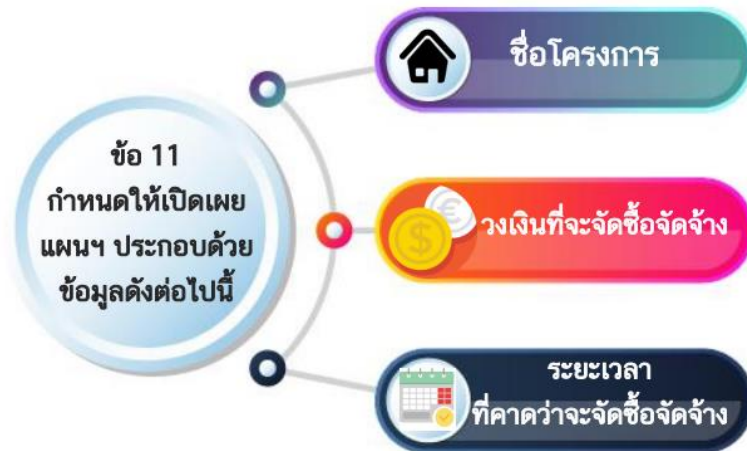 ข้อ 11
กำหนดให้เปิดเผย
แผนฯ ประกอบด้วย
ข้อมูลดังต่อไปนี้
ชื่อโครงการ
วงเงินที่จะจัดซื้อจัดจ้าง
ระยะเวลา
ที่คาดว่าจะจัดซื้อจัดจ้าง